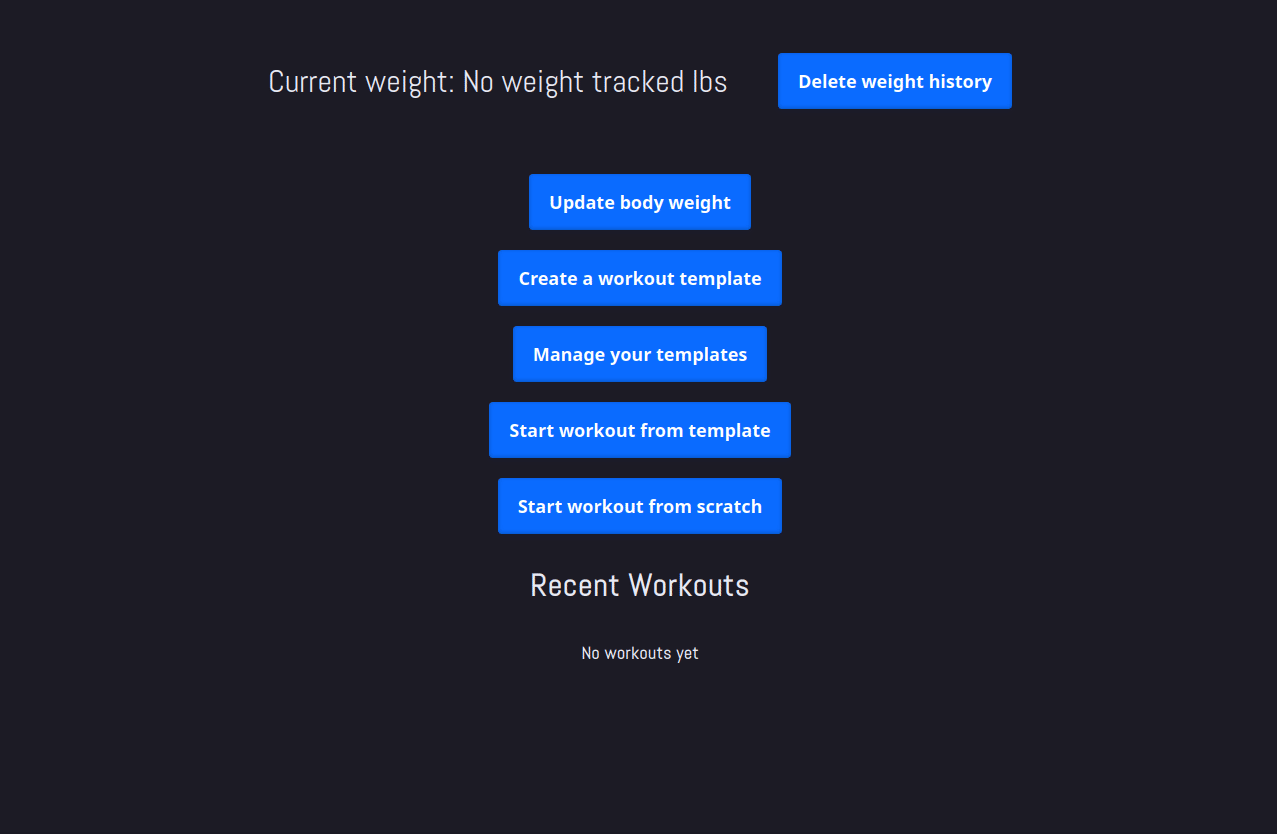 Current weight: No weight tracked lbs
Delete weight history
Update body weight
Create a workout template
Manage your templates
Start workout from template
Start workout from scratch
Recent Workouts
No workouts yet